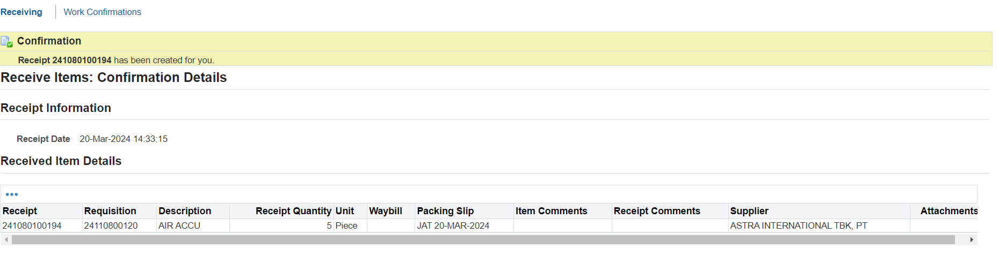 Receiving Work Confirmations
Confirmation
Receipt 241080100194 has been created for you.
Receive Items: Confirmation Details
Receipt Information
Receipt Date 20-Mar-2024 14:33:15
Received Item Details
Receipt Requisition Description Receipt Quantity Unit Waybill Packing Slip Item Comments Receipt Comments Supplier Attachments
241080100194 24110800120 AIR ACCU 5 Piece JAT 20-MAR-2024 ASTRA INTERNATIONAL TBK, PT